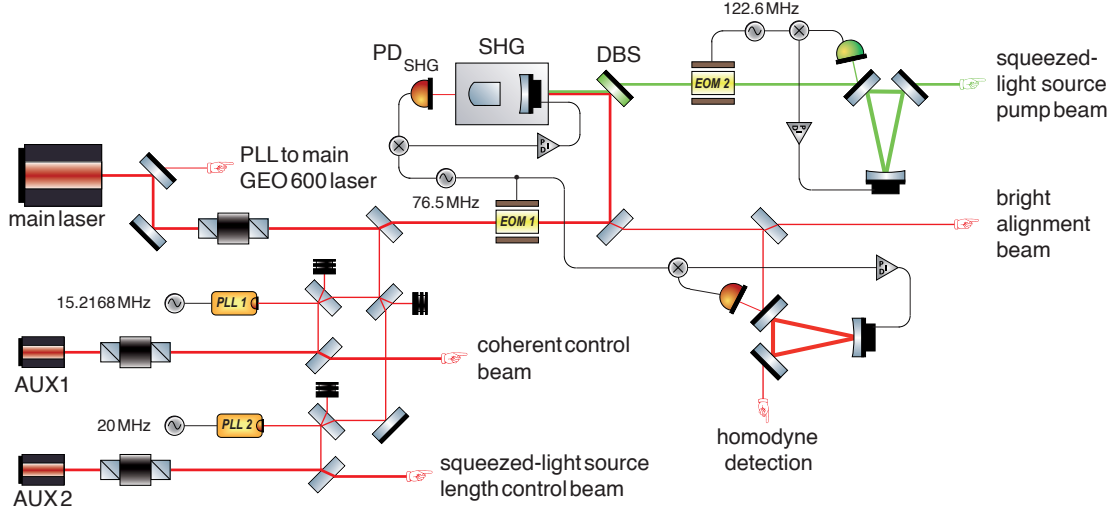 122.6 MHz
PD SHG
SHG
DBS
EOM 2
squeezed-
light source
pump beam
P I D
P I D
main laser
PLL to main
GEO 600 laser
76.5 MHz
EOM 1
bright
alignment
beam
P I D
15.2168 MHz
PLL 1
AUX1
coherent control
beam
20 MHz
PLL 2
homodyne
detection
AUX 2
squeezed-light source
length control beam